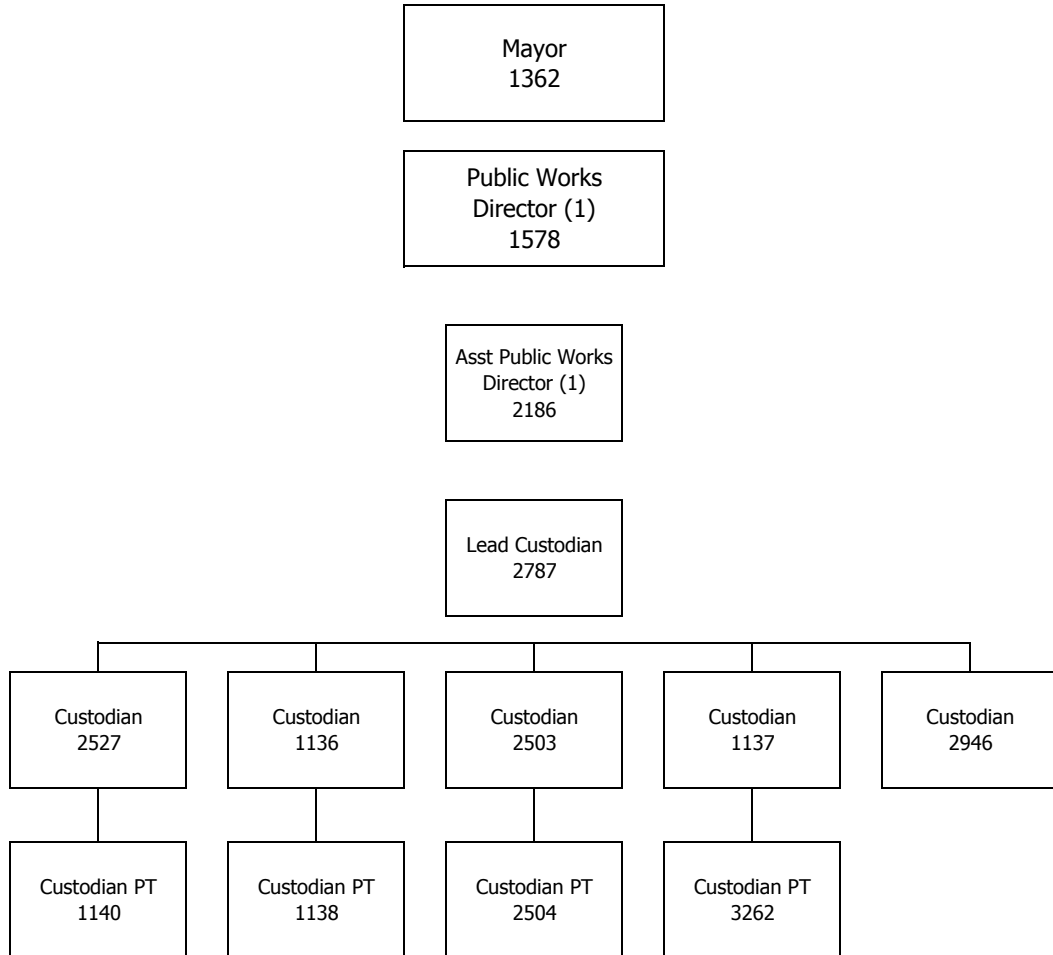 Mayor
1362
Public Works
Director (1)
1578
Asst Public Works
Director (1)
2186
Lead Custodian
2787
Custodian
2527
Custodian
1136
Custodian
2503
Custodian
1137
Custodian
2946
Custodian PT
1140
Custodian PT
1138
Custodian PT
2504
Custodian PT
3262